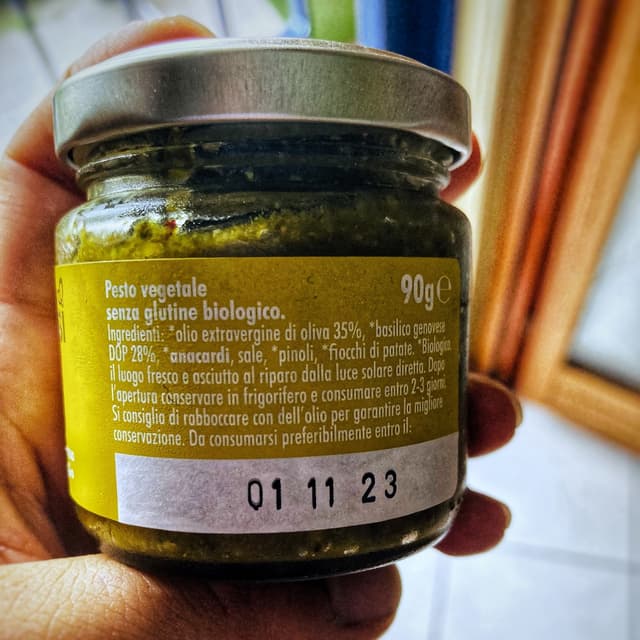 Pesto vegetale
senza glutine biologico.
90g℮
Ingredienti: *olio extravergine di oliva 35%, *basilico genovese
DOP 28%, *anacardi, sale, *pinoli, *fiocchi di patate. *Biologico.
il luogo fresco e asciutto al riparo dalla luce solare diretta. Dopo
l'apertura conservare in frigorifero e consumare entro 2-3 giorni.
Si consiglia di rabboccare con dell'olio per garantire la migliore
conservazione. Da consumarsi preferibilmente entro il:
01 11 23